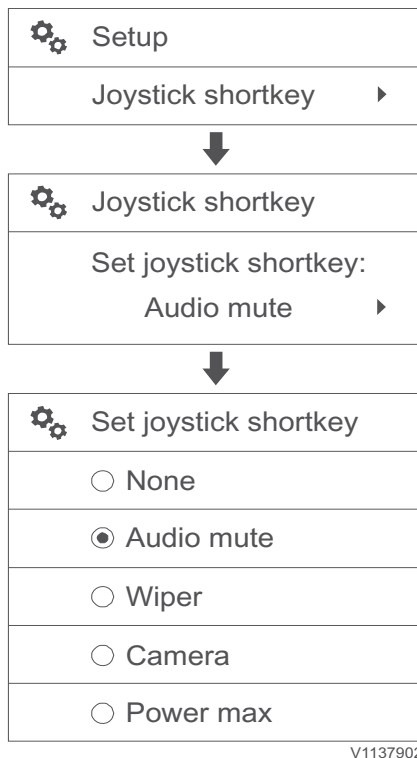 Setup
Joystick shortkey
Joystick shortkey
Set joystick shortkey:
Audio mute
Set joystick shortkey
None
Audio mute
Wiper
Camera
Power max
V1137902